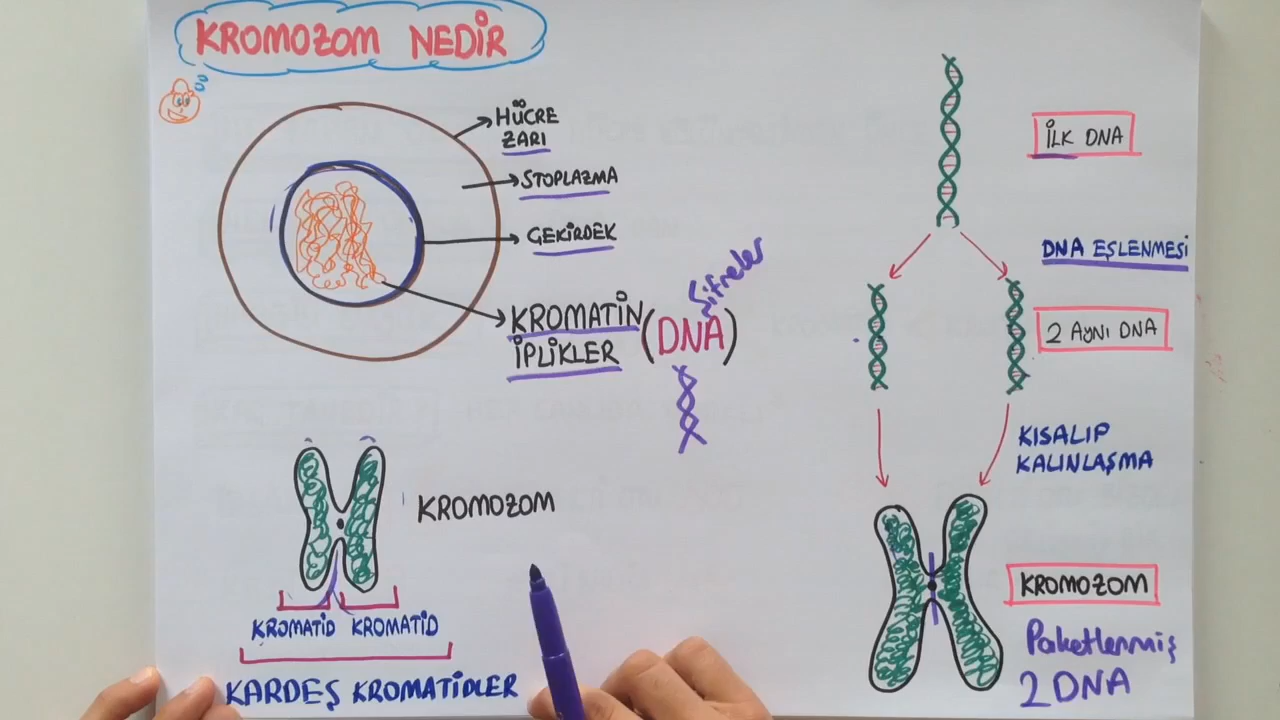 KROMOZOM NEDİR
HÜCRE
ZARI
STOPLAZMA
ÇEKİRDEK
KROMATİN
İPLİKLER
(DNA)
Şifreler
KROMOZOM
KROMATİD KROMATİD
KARDEŞ KROMATİDLER
İLK DNA
DNA EŞLENMESİ
2 AYNI DNA
KISALIP
KALINLAŞMA
KROMOZOM
Paketlenmiş
2 DNA